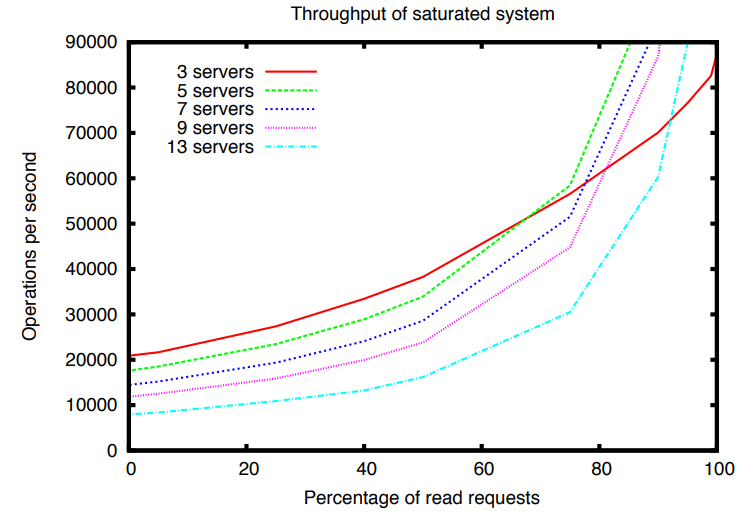 Throughput of saturated system
90000
80000
70000
60000
50000
40000
30000
20000
10000
0
Operations per second
3 servers
5 servers
7 servers
9 servers
13 servers
0 20 40 60 80 100
Percentage of read requests